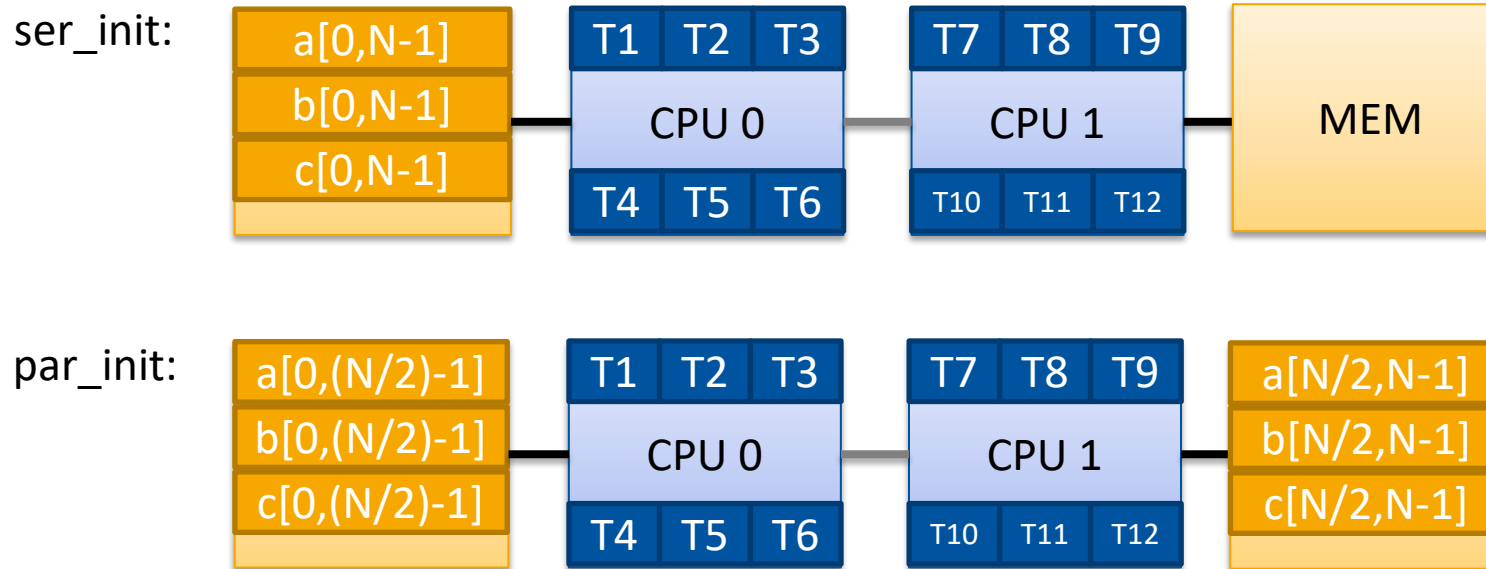 ser_init:
a[0,N-1]
b[0,N-1]
c[0,N-1]
T1 T2 T3
CPU 0
T4 T5 T6
T7 T8 T9
CPU 1
T10 T11 T12
MEM
par_init:
a[0,(N/2)-1]
b[0,(N/2)-1]
c[0,(N/2)-1]
T1 T2 T3
CPU 0
T4 T5 T6
T7 T8 T9
CPU 1
T10 T11 T12
a[N/2,N-1]
b[N/2,N-1]
c[N/2,N-1]